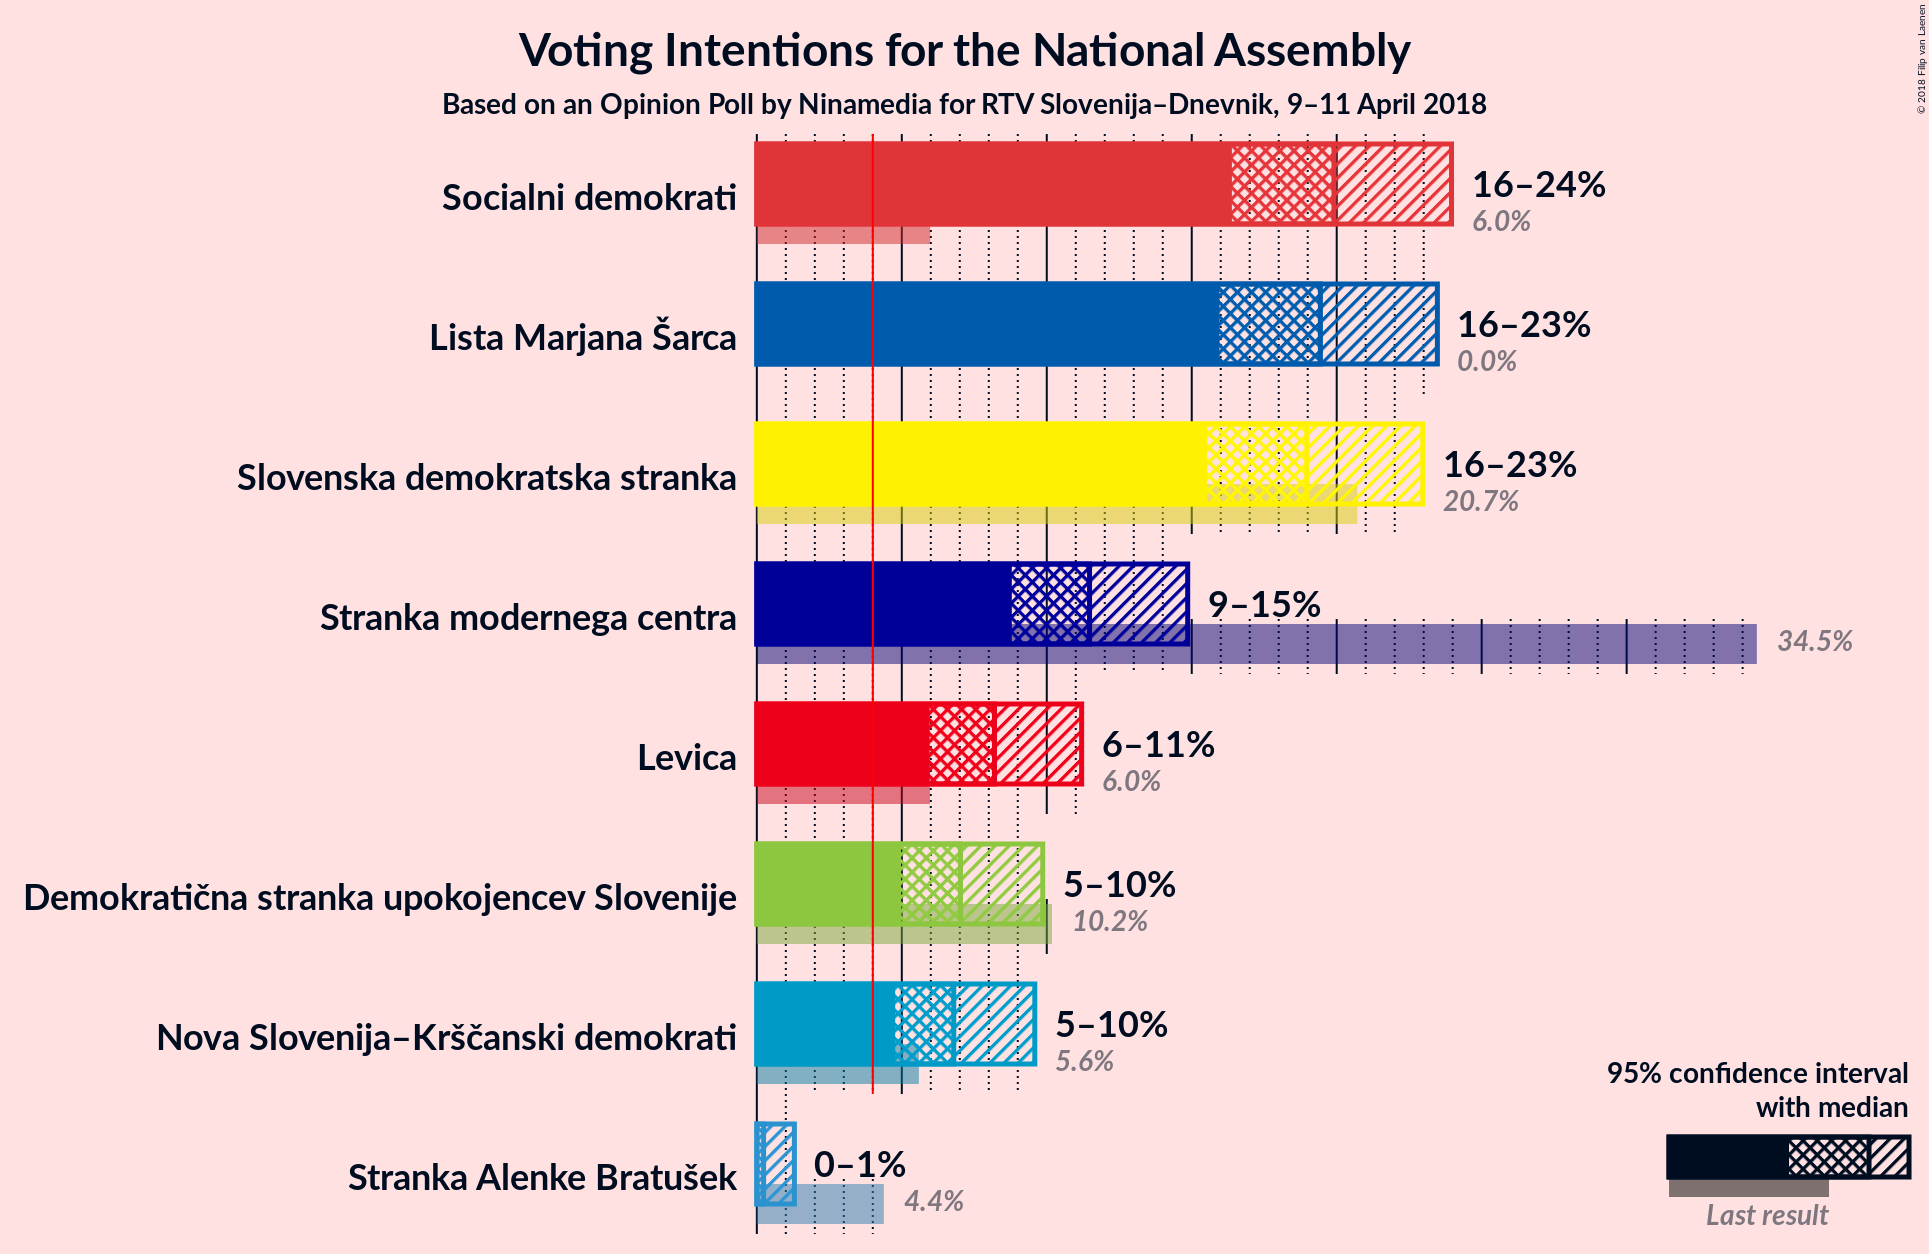 Voting Intentions for the National Assembly
Based on an Opinion Poll by Ninamedia for RTV Slovenija–Dnevnik, 9–11 April 2018
© 2018 Filip van Laenen
Socialni demokrati
16–24%
6.0%
Lista Marjana Šarca
16–23%
0.0%
Slovenska demokratska stranka
16–23%
20.7%
Stranka modernega centra
9–15%
34.5%
Levica
6–11%
6.0%
Demokratična stranka upokojencev Slovenije
5–10%
10.2%
Nova Slovenija–Krščanski demokrati
5–10%
5.6%
Stranka Alenke Bratušek
0–1%
4.4%
95% confidence interval
with median
Last result